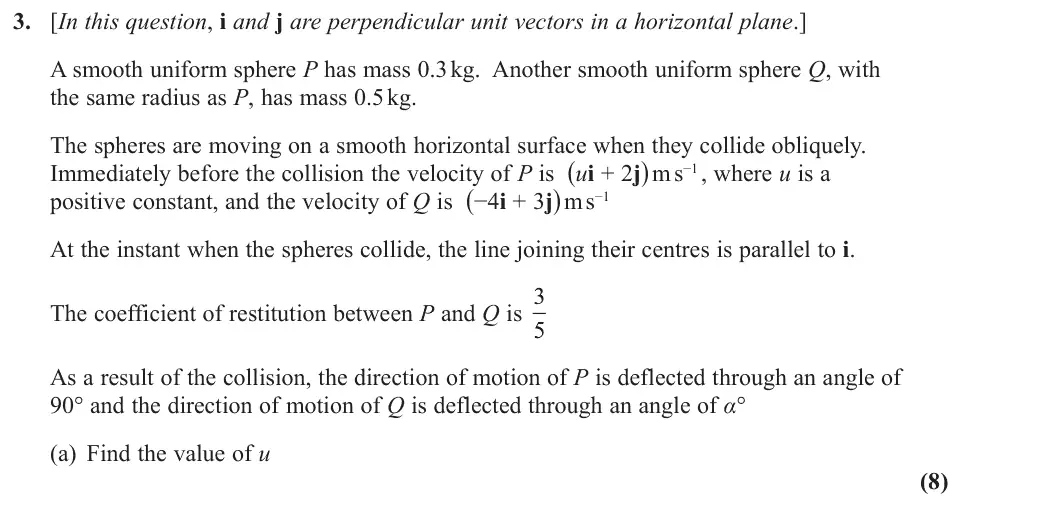 3. [In this question, i and j are perpendicular unit vectors in a horizontal plane.]
A smooth uniform sphere P has mass 0.3 kg. Another smooth uniform sphere Q, with
the same radius as P, has mass 0.5 kg.
The spheres are moving on a smooth horizontal surface when they collide obliquely.
Immediately before the collision the velocity of P is (ui + 2j) m s⁻¹, where u is a
positive constant, and the velocity of Q is (−4i + 3j) m s⁻¹
At the instant when the spheres collide, the line joining their centres is parallel to i.
The coefficient of restitution between P and Q is 3/5
As a result of the collision, the direction of motion of P is deflected through an angle of
90° and the direction of motion of Q is deflected through an angle of α°
(a) Find the value of u
(8)